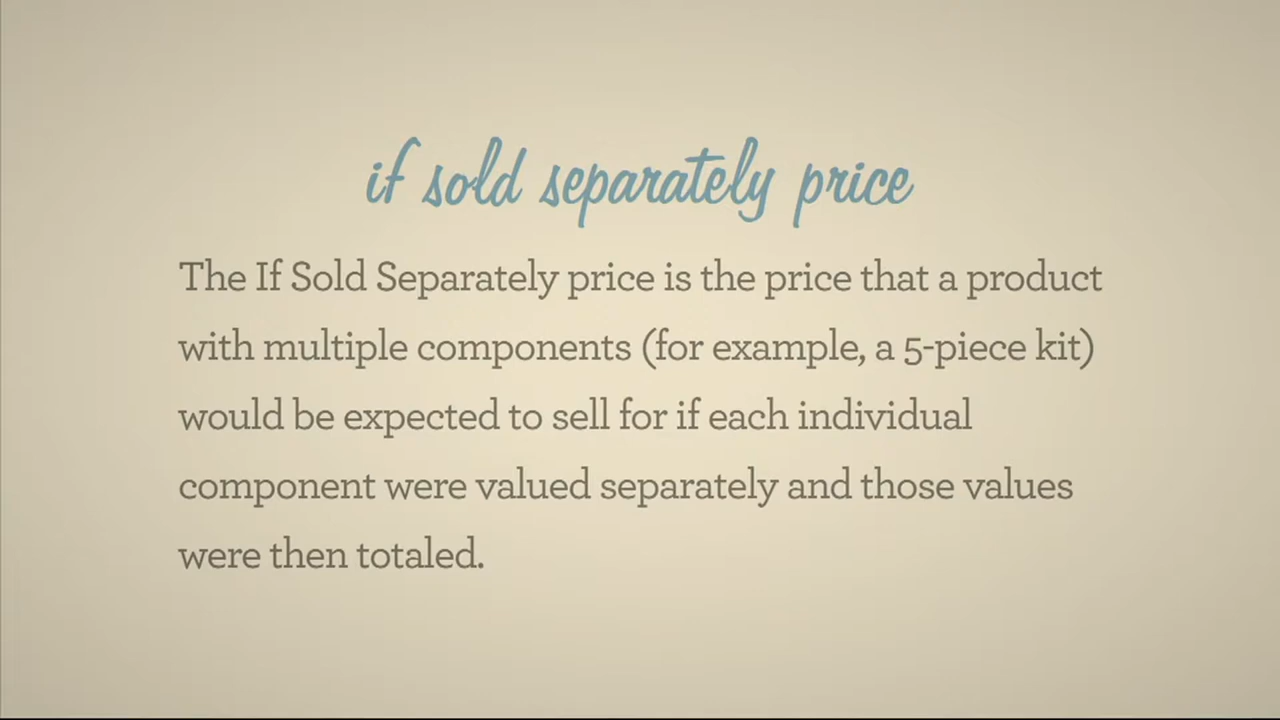 if sold separately price
The If Sold Separately price is the price that a product
with multiple components (for example, a 5-piece kit)
would be expected to sell for if each individual
component were valued separately and those values
were then totaled.